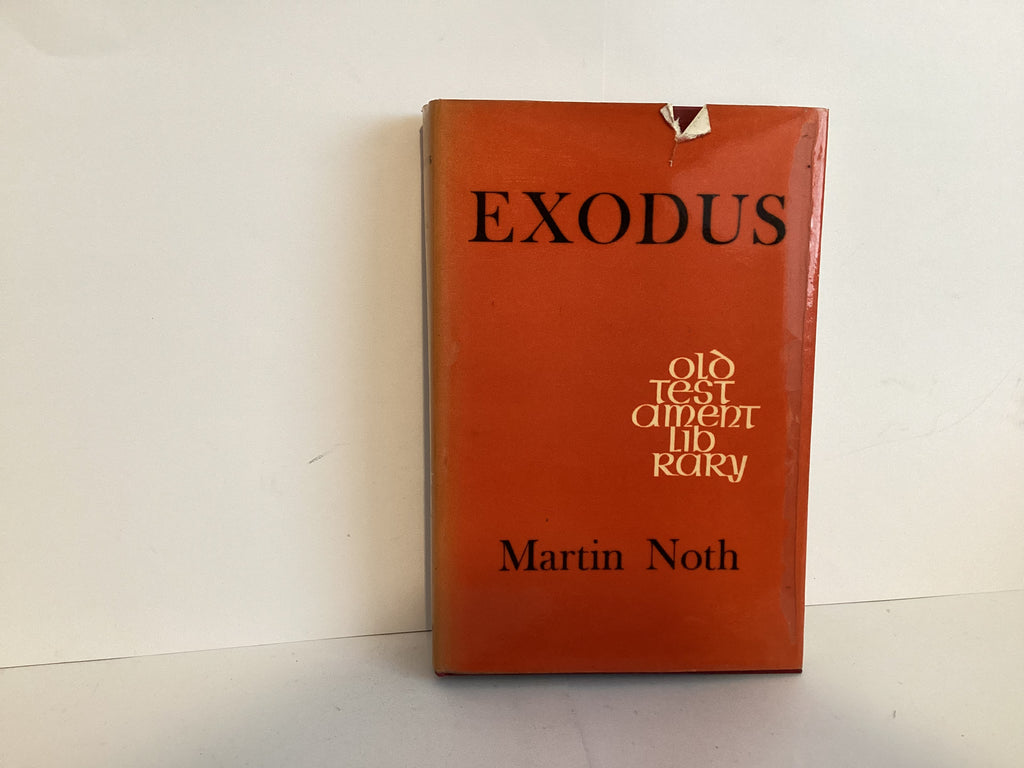 EXODUS
old
test
ament
lib
rary
Martin Noth